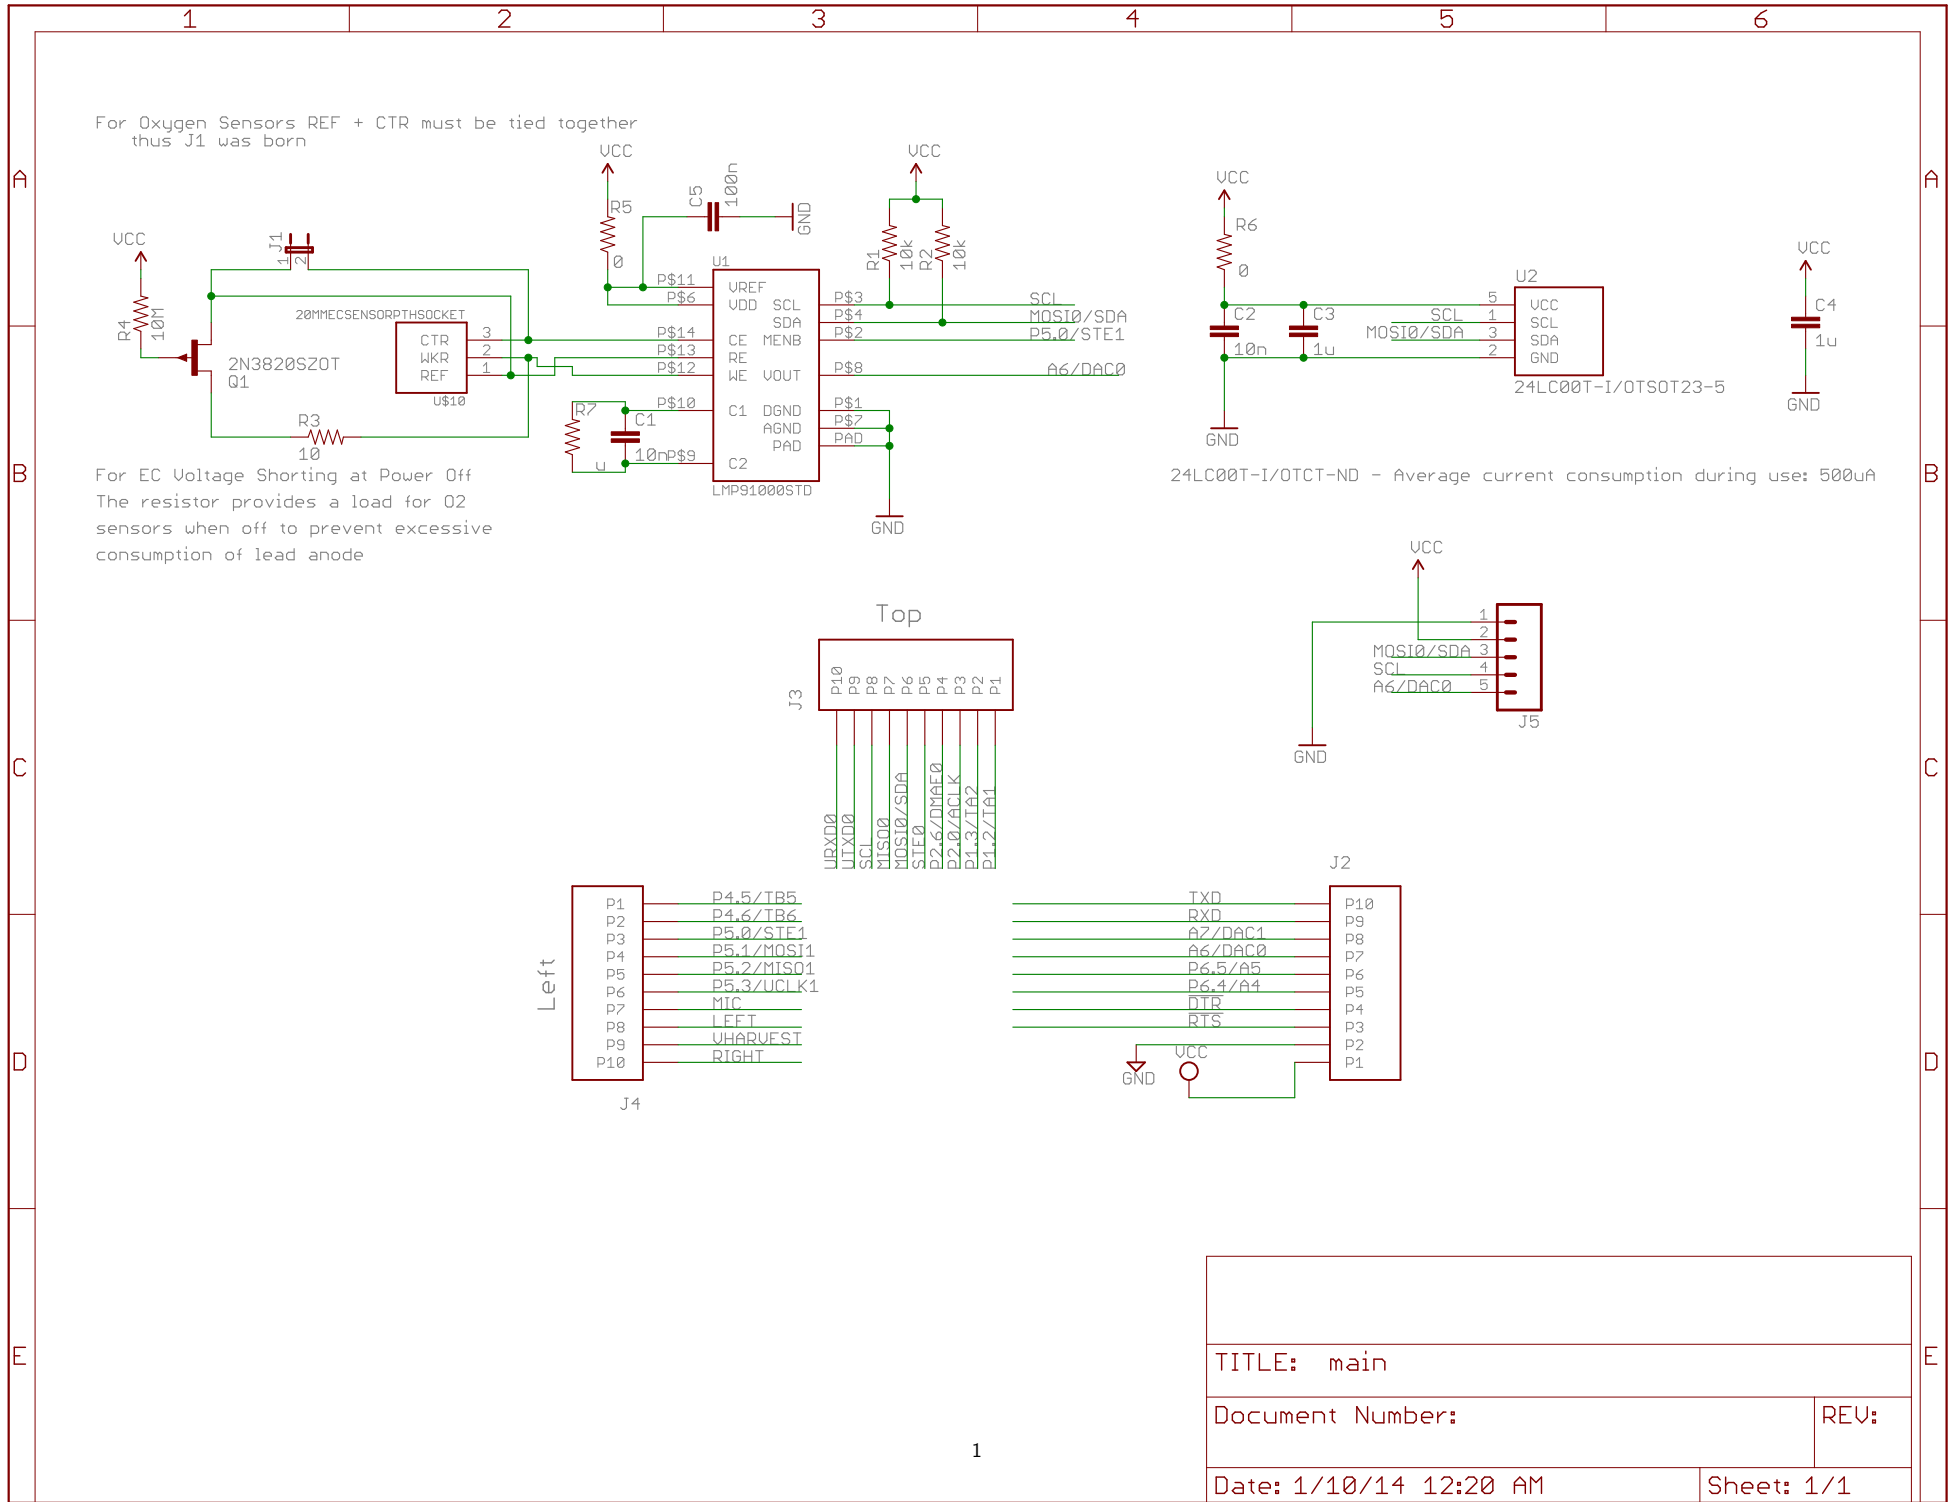 1 2 3 4 5 6
A A
B B
C C
D D
E E
For Oxygen Sensors REF + CTR must be tied together
thus J1 was born
VCC
J1
1
2
R4
10M
2N3820SZOT
Q1
R3
10
20MMECSENSORPTHSOCKET
CTR 3
WKR 2
REF 1
U$10
For EC Voltage Shorting at Power Off
The resistor provides a load for O2
sensors when off to prevent excessive
consumption of lead anode
VCC
R5
0
C5
100n
GND
U1
P$11 VREF
P$6 VDD
P$14 CE
P$13 RE
P$12 WE
P$10 C1
P$9 C2
SCL P$3 SCL
SDA P$4 MOSI0/SDA
MENB P$2 P5.0/STE1
VOUT P$8 A6/DAC0
DGND P$1
AGND P$7
PAD PAD
LMP91000STD
R7
u
C1
10n
VCC
R1
10k
R2
10k
GND
VCC
R6
0
C2
10n
C3
1u
GND
U2
5 VCC
SCL 1 SCL
MOSI0/SDA 3 SDA
2 GND
24LC00T-I/OTSOT23-5
24LC00T-I/OTCT-ND - Average current consumption during use: 500uA
VCC
C4
1u
GND
VCC
1
2
MOSI0/SDA 3
SCL 4
A6/DAC0 5
J5
GND
Top
J3
P10 P9 P8 P7 P6 P5 P4 P3 P2 P1
URXD0
UTXD0
SCL
MISO0
MOSI0/SDA
STE0
P2.6/DMAE0
P2.0/ACLK
P1.3/TA2
P1.2/TA1
Left
P1 P4.5/TB5
P2 P4.6/TB6
P3 P5.0/STE1
P4 P5.1/MOSI1
P5 P5.2/MISO1
P6 P5.3/UCLK1
P7 MIC
P8 LEFT
P9 VHARVEST
P10 RIGHT
J4
J2
TXD P10
RXD P9
A7/DAC1 P8
A6/DAC0 P7
P6.5/A5 P6
P6.4/A4 P5
DTR P4
RTS P3
P2
P1
GND
VCC
TITLE: main
Document Number:
REV:
Date: 1/10/14 12:20 AM
Sheet: 1/1
1